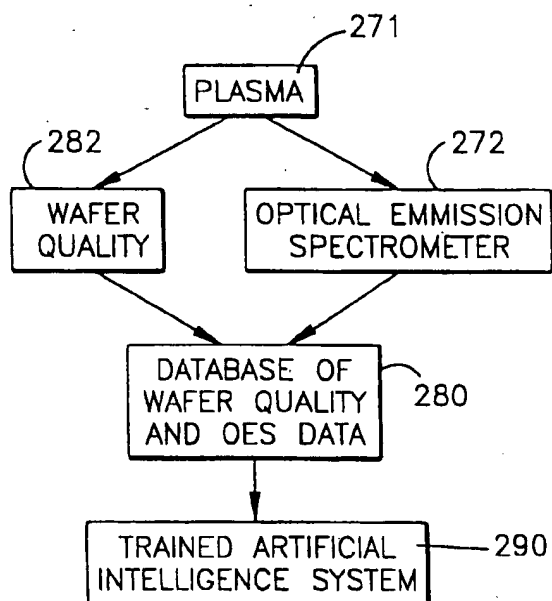 271
PLASMA
282
272
WAFER
QUALITY
OPTICAL EMMISSION
SPECTROMETER
DATABASE OF
WAFER QUALITY
AND OES DATA
280
TRAINED ARTIFICIAL
INTELLIGENCE SYSTEM
290